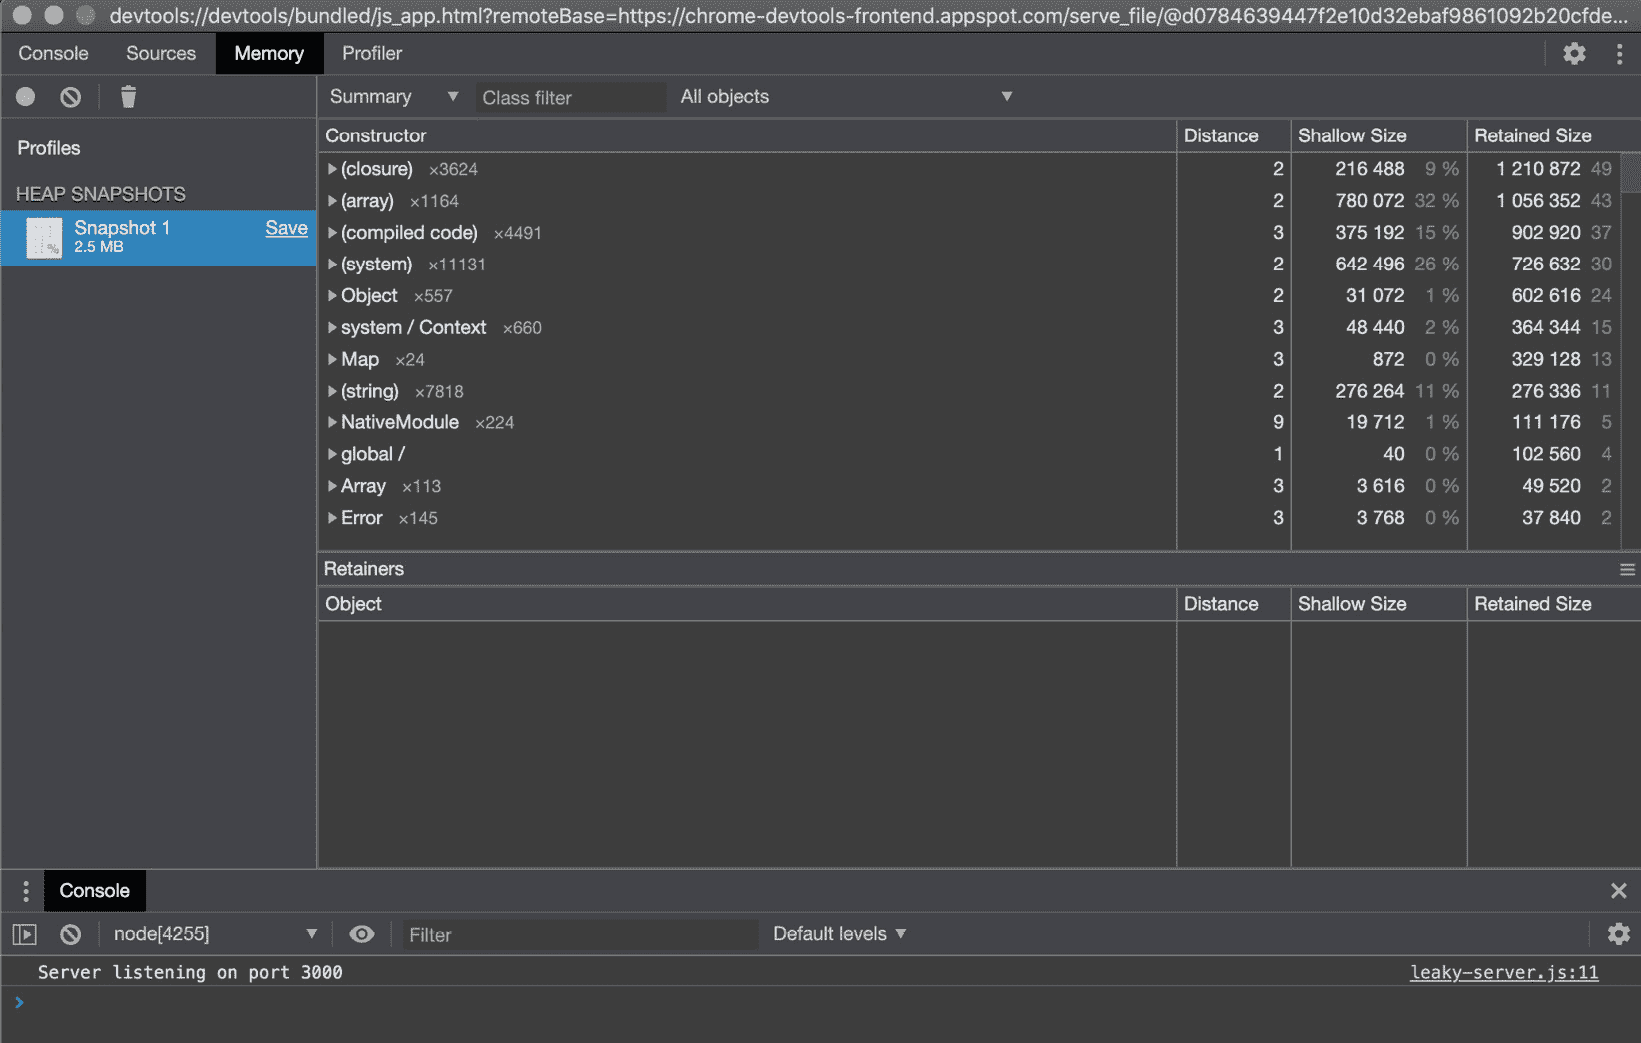 devtools://devtools/bundled/js_app.html?remoteBase=https://chrome-devtools-frontend.appspot.com/serve_file/@d0784639447f2e10d32ebaf9861092b20cfde...
Console Sources Memory Profiler
Summary Class filter All objects
Profiles
HEAP SNAPSHOTS
Snapshot 1 Save
2.5 MB
Constructor Distance Shallow Size Retained Size
(closure) ×3624 2 216 488 9 % 1 210 872 49
(array) ×1164 2 780 072 32 % 1 056 352 43
(compiled code) ×4491 3 375 192 15 % 902 920 37
(system) ×11131 2 642 496 26 % 726 632 30
Object ×557 2 31 072 1 % 602 616 24
system / Context ×660 3 48 440 2 % 364 344 15
Map ×24 3 872 0 % 329 128 13
(string) ×7818 2 276 264 11 % 276 336 11
NativeModule ×224 9 19 712 1 % 111 176 5
global / 1 40 0 % 102 560 4
Array ×113 3 3 616 0 % 49 520 2
Error ×145 3 3 768 0 % 37 840 2
Retainers
Object Distance Shallow Size Retained Size
Console
node[4255] Filter Default levels
Server listening on port 3000 leaky-server.js:11